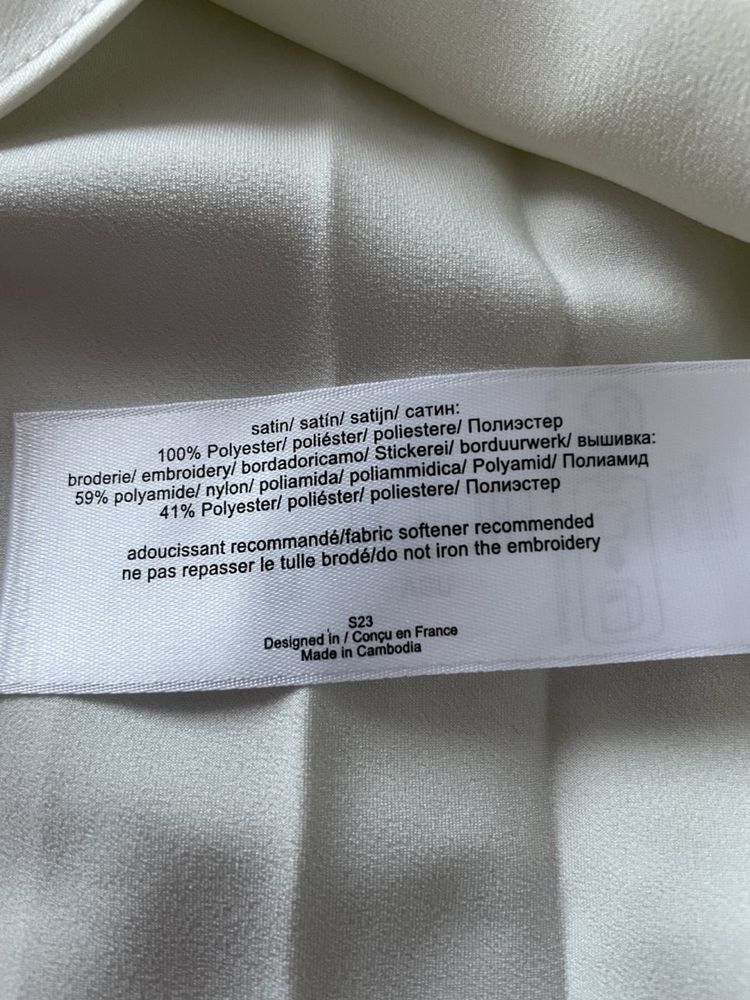 satin/ satín/ satijn/ сатин:
100% Polyester/ poliéster/ poliestere/ Полиэстер
broderie/ embroidery/ bordadoricamo/ Stickerei/ borduurwerk/ вышивка:
59% polyamide/ nylon/ poliamida/ poliammidica/ Polyamid/ Полиамид
41% Polyester/ poliéster/ poliestere/ Полиэстер
adoucissant recommandé/fabric softener recommended
ne pas repasser le tulle brodé/do not iron the embroidery
S23
Designed in / Conçu en France
Made in Cambodia